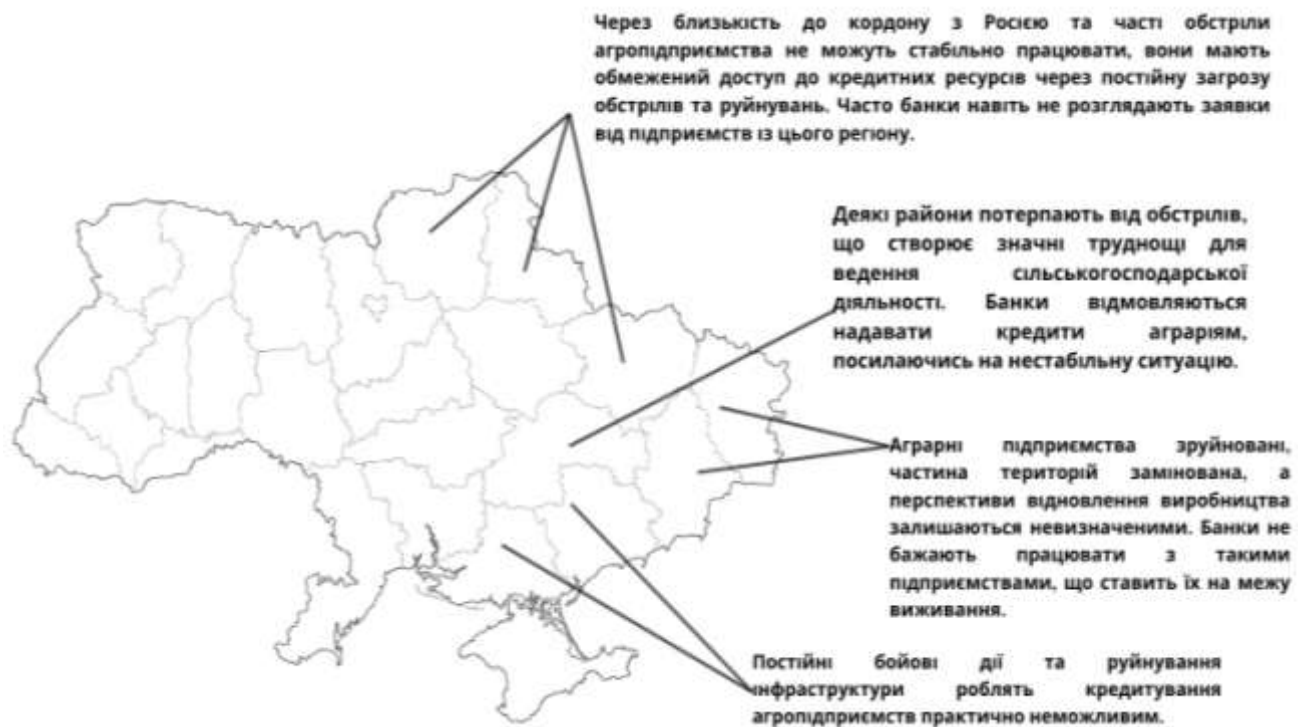 Через близькість до кордону з Росією та часті обстріли
агропідприємства не можуть стабільно працювати, вони мають
обмежений доступ до кредитних ресурсів через постійну загрозу
обстрілів та руйнувань. Часто банки навіть не розглядають заявки
від підприємств із цього регіону.
Деякі райони потерпають від обстрілів,
що створює значні труднощі для
ведення сільськогосподарської
діяльності. Банки відмовляються
надавати кредити аграріям,
посилаючись на нестабільну ситуацію.
Аграрні підприємства зруйновані,
частина територій замінована, а
перспективи відновлення виробництва
залишаються невизначеними. Банки не
бажають працювати з такими
підприємствами, що ставить їх на межу
виживання.
Постійні бойові дії та руйнування
інфраструктури роблять кредитування
агропідприємств практично неможливим.